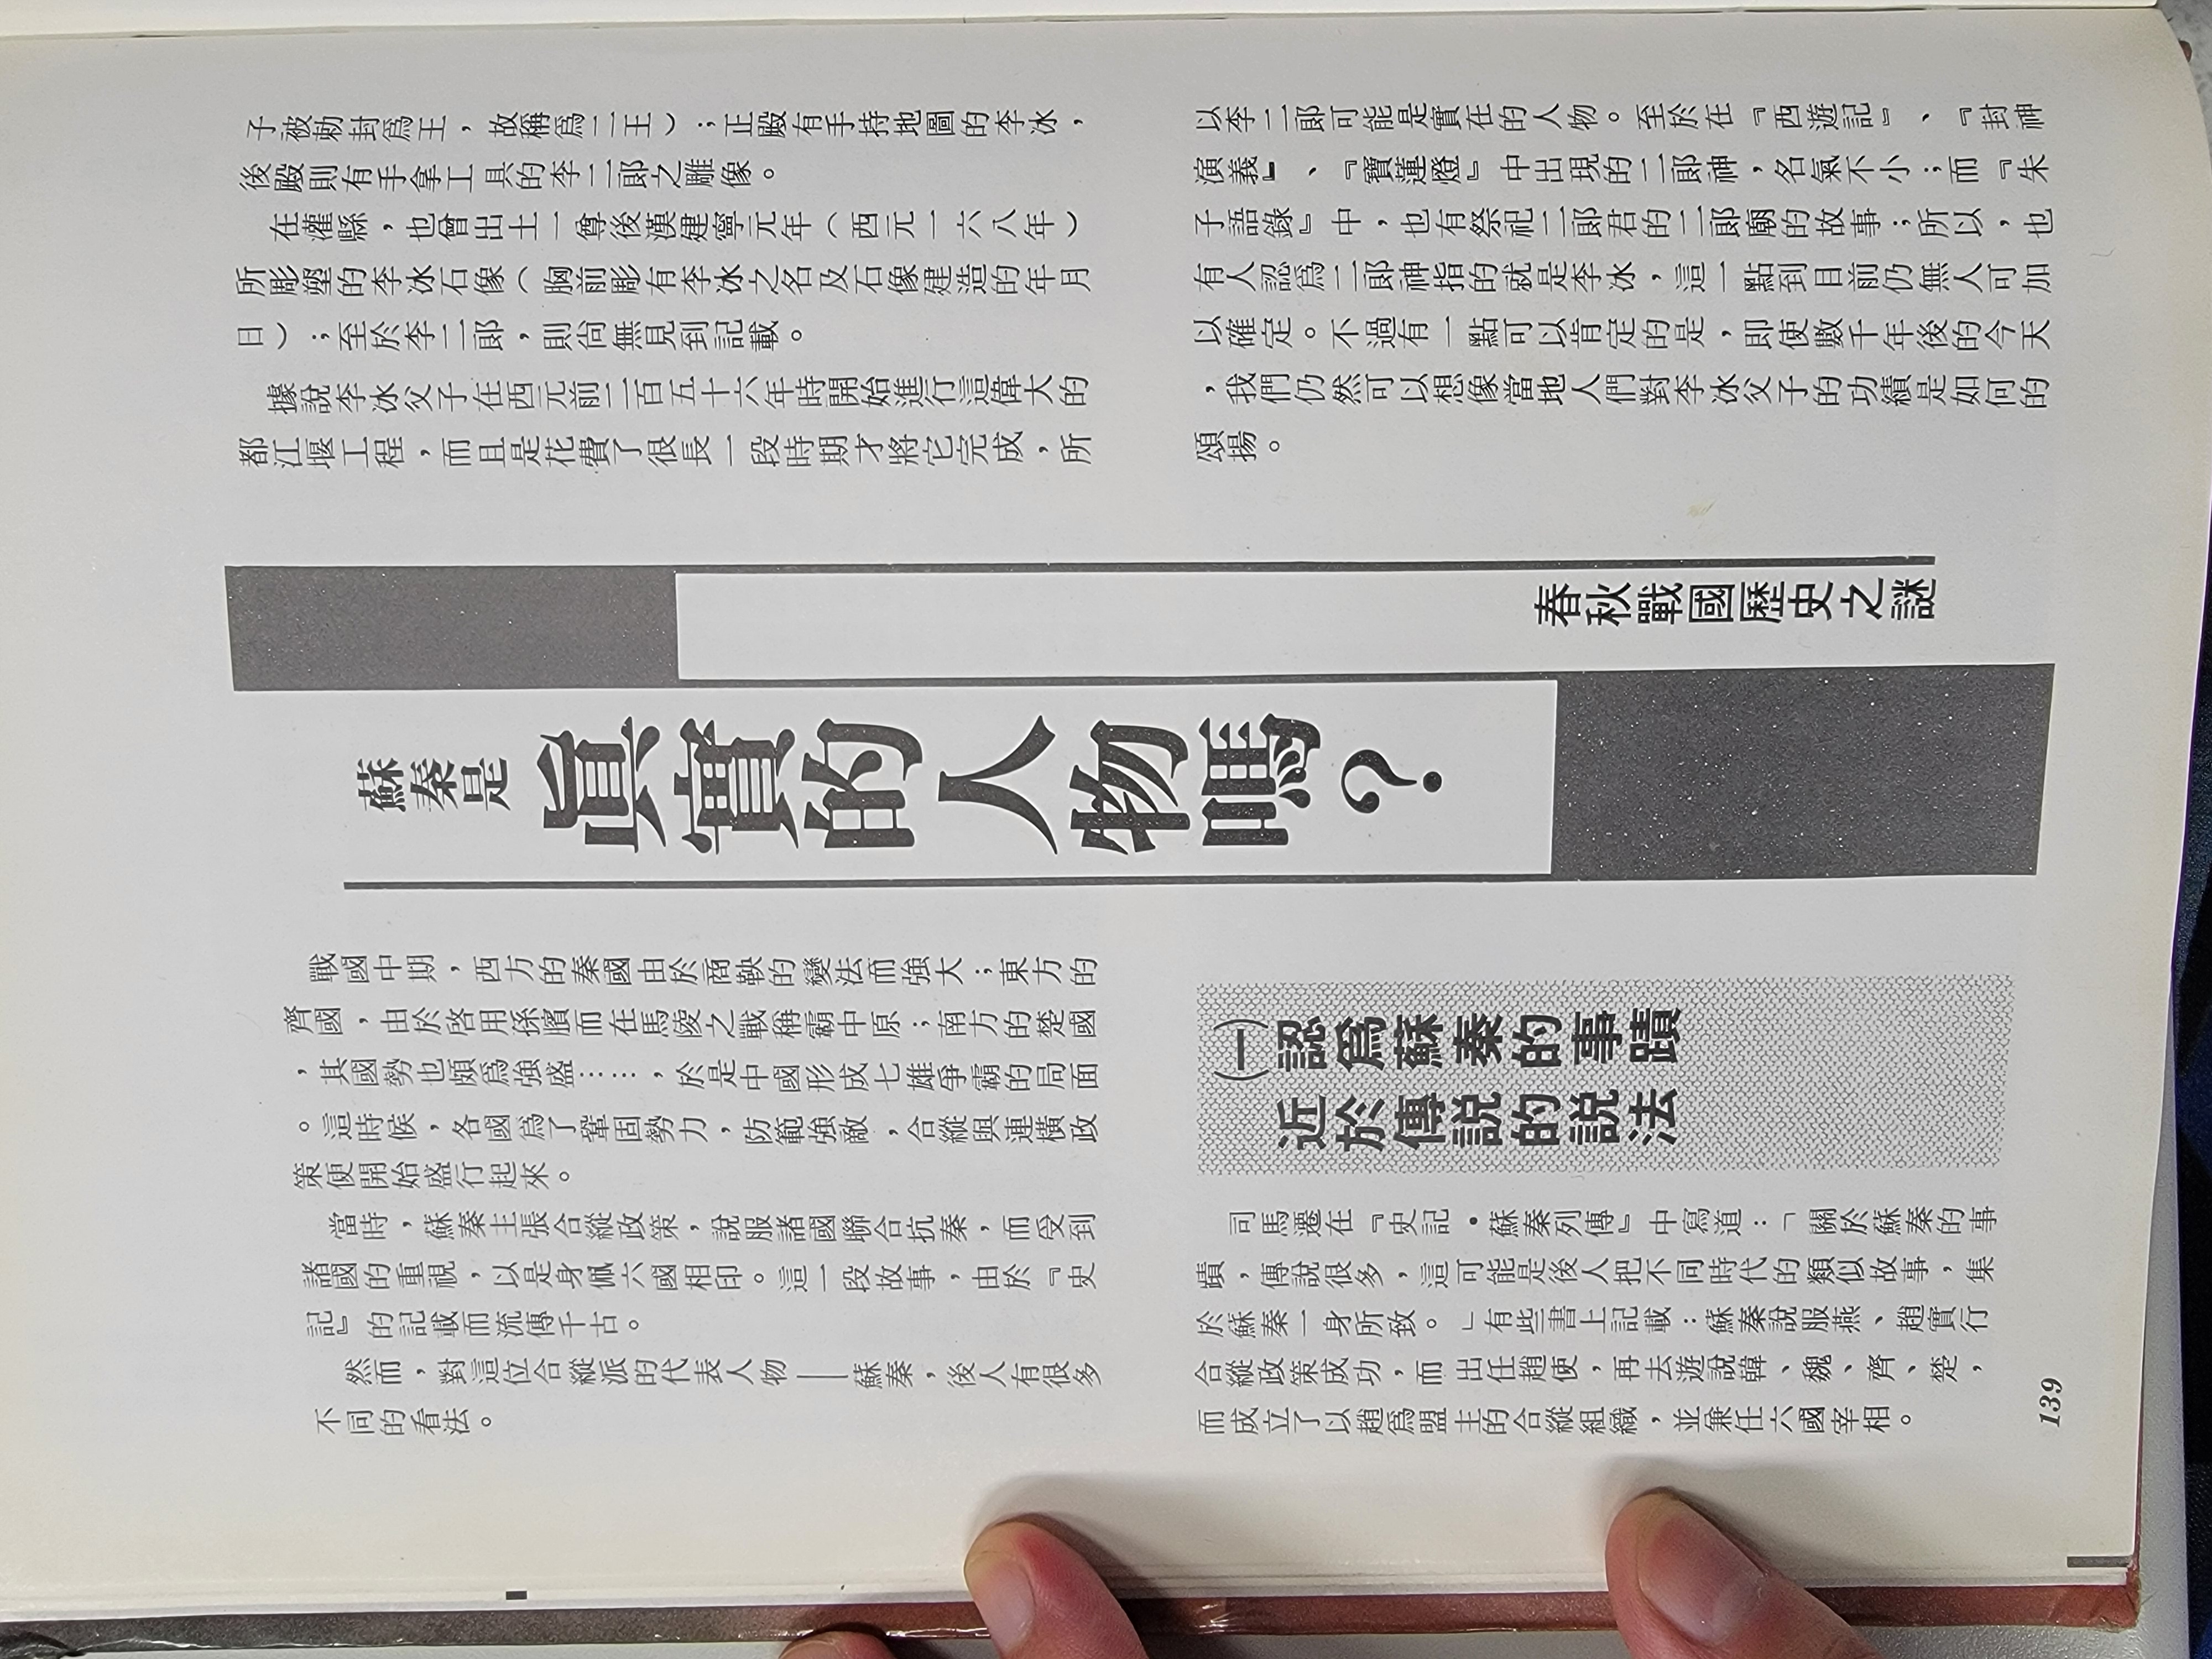 子被勅封爲王，故稱爲二王）；正殿有手持地圖的李冰，
後殿則有手拿工具的李二郞之雕像。
在灌縣，也曾出土一尊後漢建寧元年（西元一六八年）
所彫塑的李冰石像（胸前彫有李冰之名及石像建造的年月
日）；至於李二郞，則尚無見到記載。
據說李冰父子在西元前二百五十六年時開始進行這偉大的
都江堰工程，而且是花費了很長一段時期才將它完成，所
以李二郞可能是實在的人物。至於在『西遊記』、『封神
演義』、『寶蓮燈』中出現的二郞神，名氣不小；而『朱
子語錄』中，也有祭祀二郞君的二郞廟的故事；所以，也
有人認爲二郞神指的就是李冰，這一點到目前仍無人可加
以確定。不過有一點可以肯定的是，卽使數千年後的今天
，我們仍然可以想像當地人們對李冰父子的功績是如何的
頌揚。
春秋戰國歷史之謎
蘇秦是眞實的人物嗎？
戰國中期，西方的秦國由於商鞅的變法而強大；東方的
齊國，由於啓用孫臏而在馬陵之戰稱霸中原；南方的楚國
，其國勢也頗爲強盛……，於是中國形成七雄爭霸的局面
。這時候，各國爲了鞏固勢力，防範強敵，合縱與連橫政
策便開始盛行起來。
當時，蘇秦主張合縱政策，說服諸國聯合抗秦，而受到
諸國的重視，以是身佩六國相印。這一段故事，由於『史
記』的記載而流傳千古。
然而，對這位合縱派的代表人物——蘇秦，後人有很多
不同的看法。
㈠認爲蘇秦的事蹟
近於傳説的説法
司馬遷在『史記・蘇秦列傳』中寫道：「關於蘇秦的事
蹟，傳說很多，這可能是後人把不同時代的類似故事，集
於蘇秦一身所致。」有些書上記載：蘇秦說服燕、趙實行
合縱政策成功，而出任趙使，再去遊說韓、魏、齊、楚，
而成立了以趙爲盟主的合縱組織，並兼任六國宰相。
139